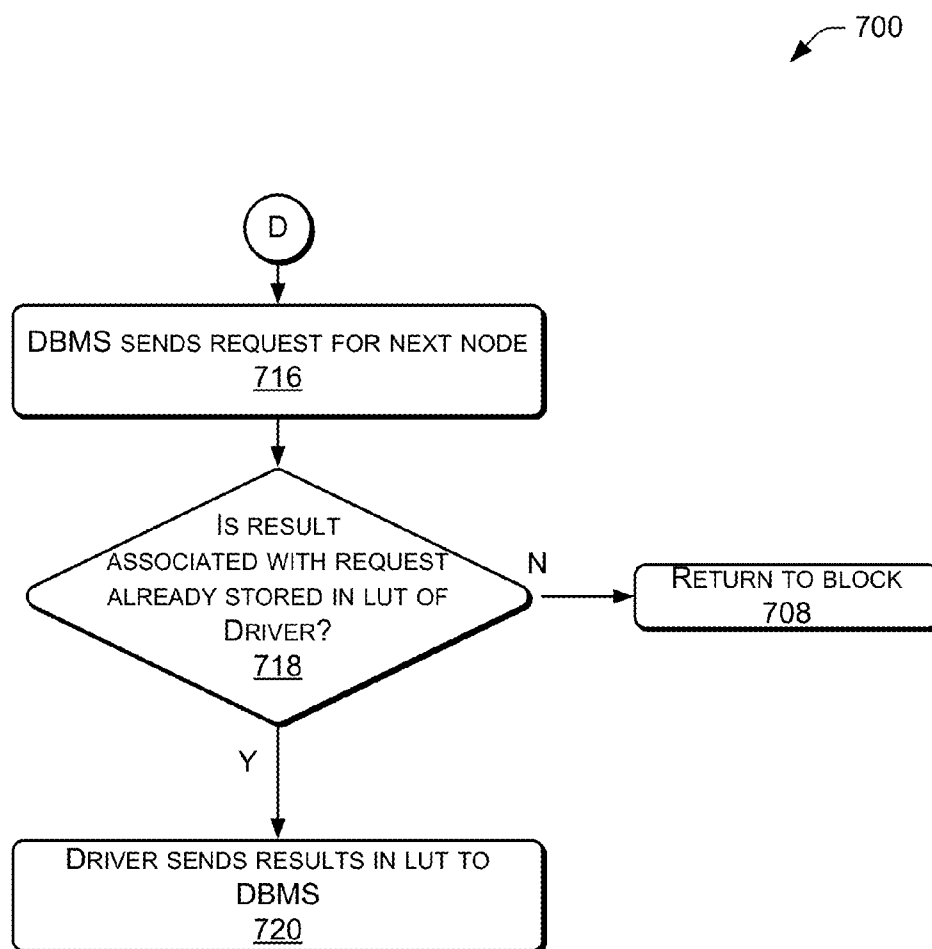 700
D
DBMS SENDS REQUEST FOR NEXT NODE
716
IS RESULT
ASSOCIATED WITH REQUEST
ALREADY STORED IN LUT OF
DRIVER?
718
N
RETURN TO BLOCK
708
Y
DRIVER SENDS RESULTS IN LUT TO
DBMS
720